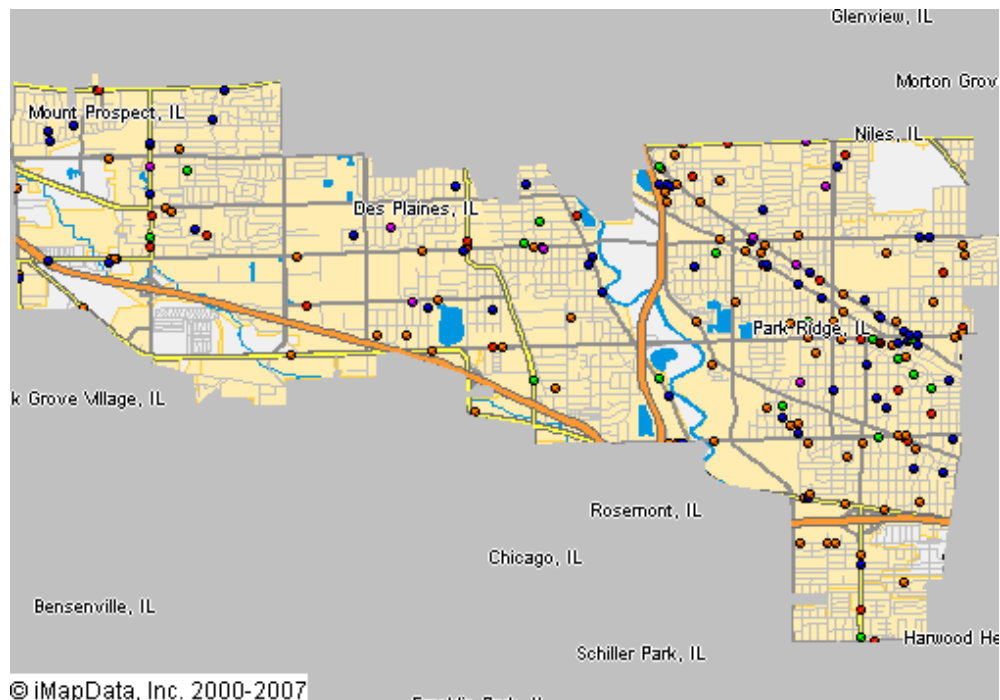 Glenview, IL
Morton Grov
Mount Prospect, IL
Niles, IL
Des Plaines, IL
Park Ridge, IL
k Grove Village, IL
Rosemont, IL
Chicago, IL
Bensenville, IL
Harwood He
Schiller Park, IL
© iMapData, Inc. 2000-2007